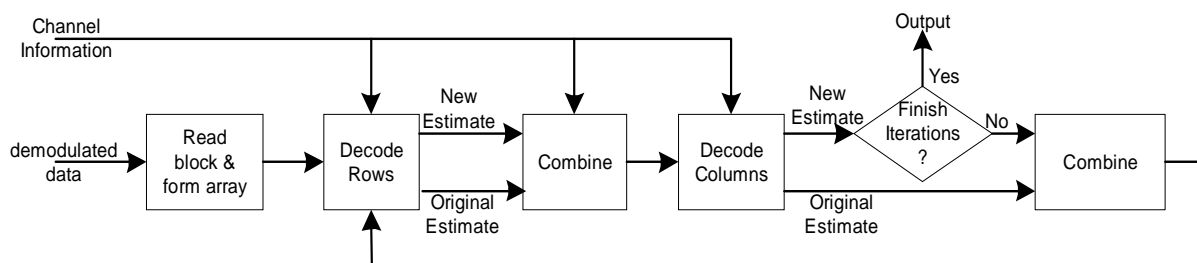 Channel
Information
Output
Yes
New
Estimate
New
Estimate
Finish
Iterations
?
No
demodulated
data
Read
block &
form array
Decode
Rows
Combine
Decode
Columns
Combine
Original
Estimate
Original
Estimate